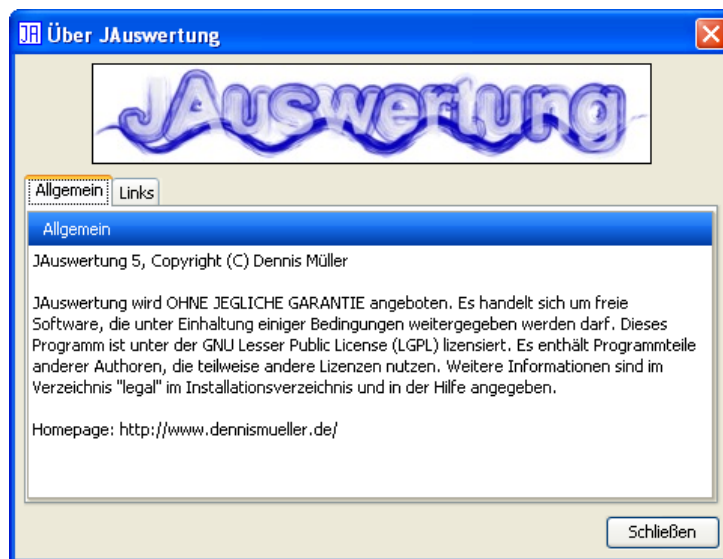 JA Über JAuswertung
JAuswertung
Allgemein Links
Allgemein
JAuswertung 5, Copyright (C) Dennis Müller
JAuswertung wird OHNE JEGLICHE GARANTIE angeboten. Es handelt sich um freie
Software, die unter Einhaltung einiger Bedingungen weitergegeben werden darf. Dieses
Programm ist unter der GNU Lesser Public License (LGPL) lizensiert. Es enthält Programmteile
anderer Authoren, die teilweise andere Lizenzen nutzen. Weitere Informationen sind im
Verzeichnis "legal" im Installationsverzeichnis und in der Hilfe angegeben.
Homepage: http://www.dennismueller.de/
Schließen